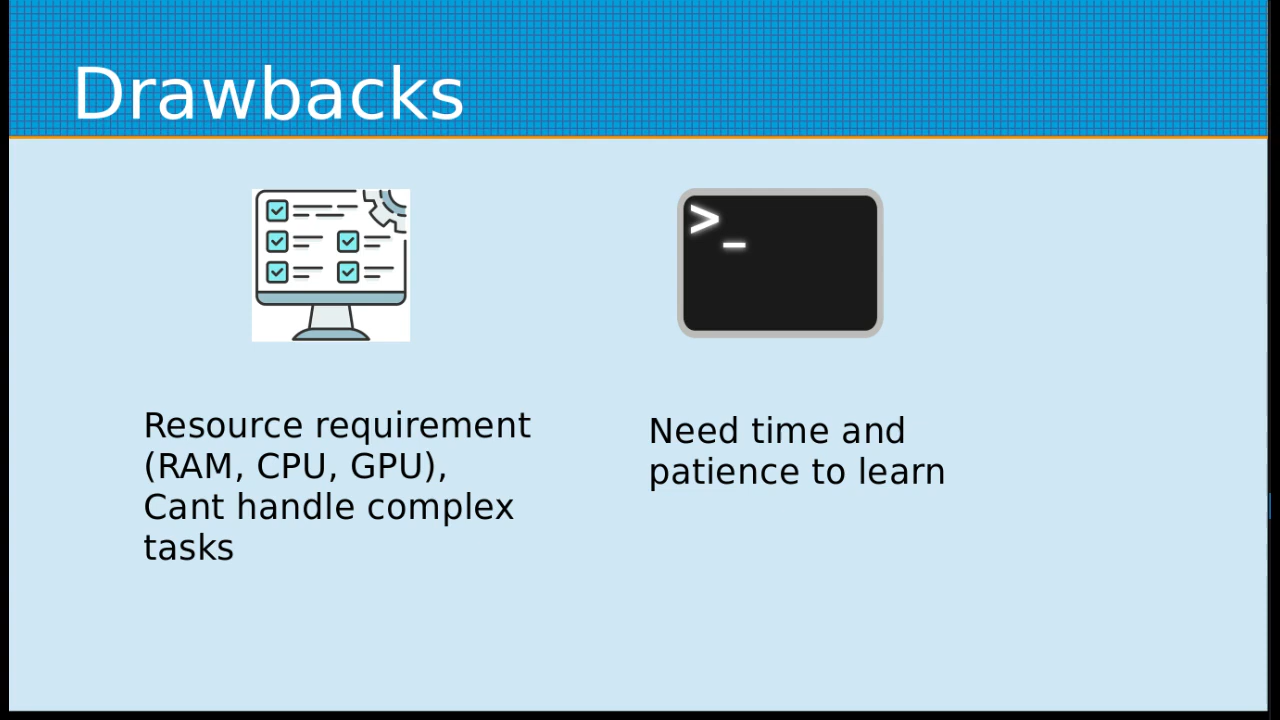 Drawbacks
>_
Resource requirement
(RAM, CPU, GPU),
Cant handle complex
tasks
Need time and
patience to learn